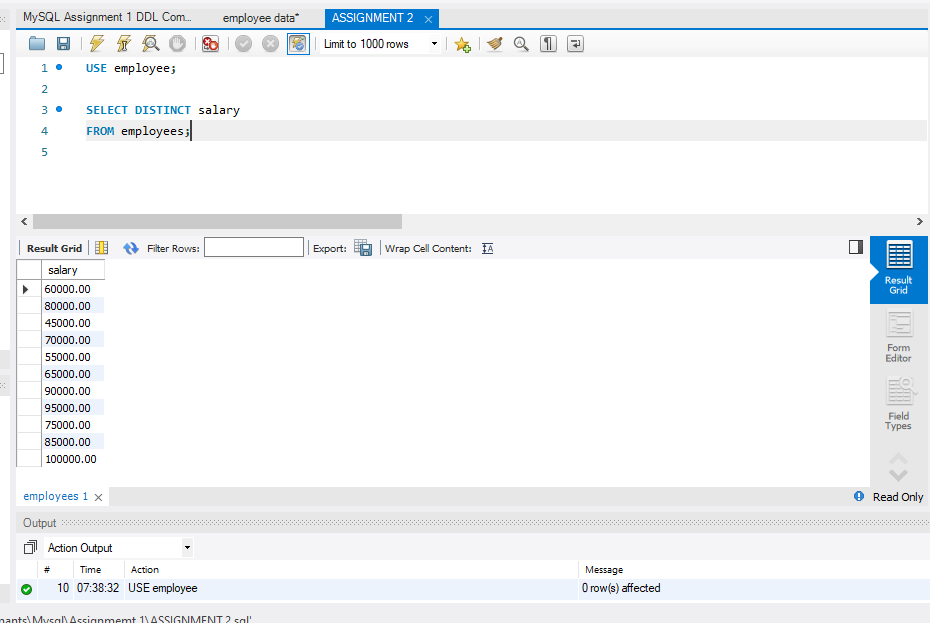 MySQL Assignment 1 DDL Com... employee data* ASSIGNMENT 2
Limit to 1000 rows
1 USE employee;
2
3 SELECT DISTINCT salary
4 FROM employees;
5
Result Grid Filter Rows: Export: Wrap Cell Content:
salary
60000.00
80000.00
45000.00
70000.00
55000.00
65000.00
90000.00
95000.00
75000.00
85000.00
100000.00
Result
Grid
Form
Editor
Field
Types
employees 1 Read Only
Output
Action Output
# Time Action Message
10 07:38:32 USE employee 0 row(s) affected
\Mysql\Assignmemt 1\ASSIGNMENT 2.sql'